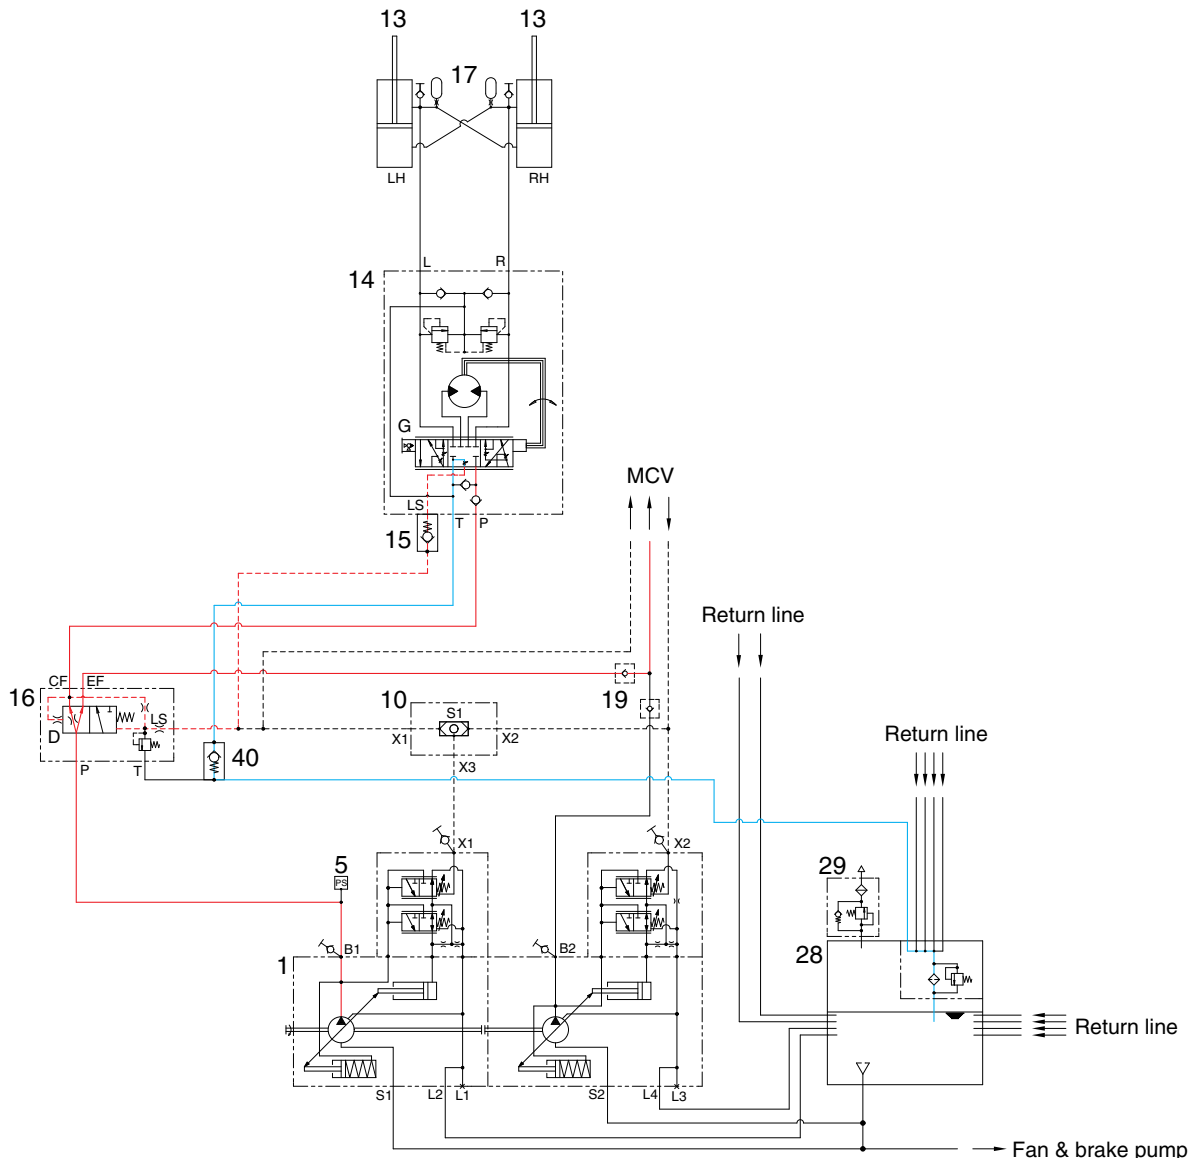 13
13
17
LH
RH
L
R
14
G
MCV
LS
T
P
15
Return line
CF
EF
16
19
10
S1
LS
D
X1
X2
Return line
40
P
T
X3
X1
X2
5
29
PS
B1
B2
28
1
Return line
S1
L2
L1
S2
L4
L3
Fan & brake pump